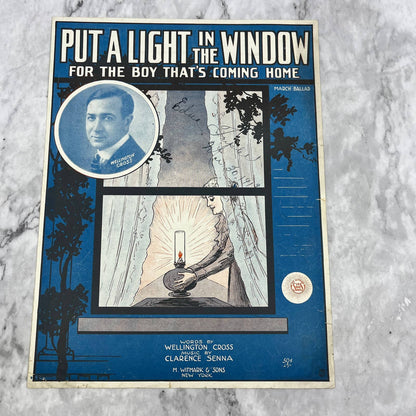 PUT A LIGHT IN THE WINDOW
FOR THE BOY THAT'S COMING HOME
MARCH BALLAD
WELLINGTON
CROSS
WORDS BY
WELLINGTON CROSS
MUSIC BY
CLARENCE SENNA
M. WITMARK & SONS
NEW YORK